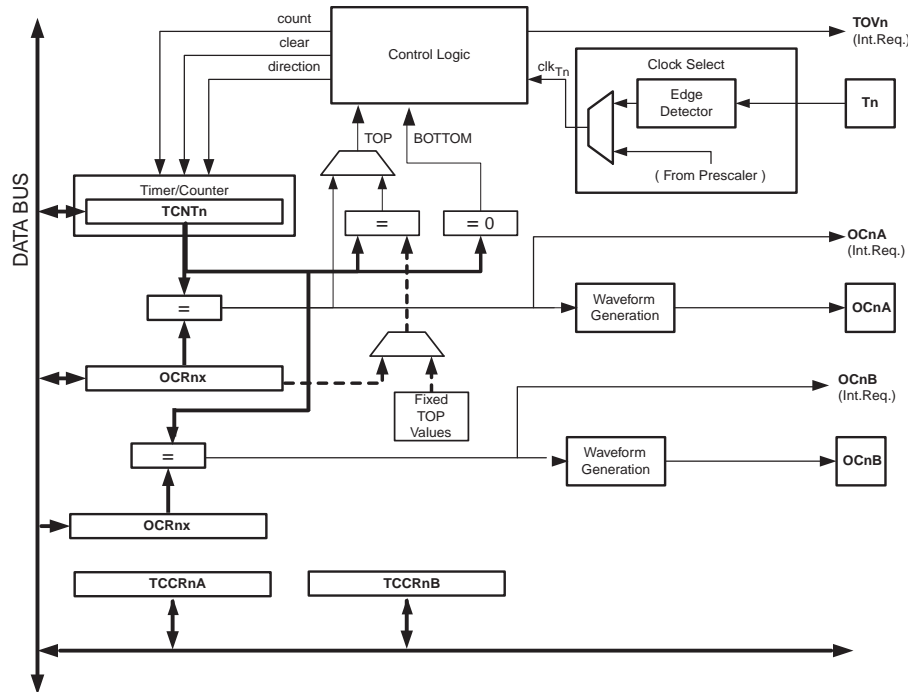 count
clear
direction
Control Logic
TOVn
(Int.Req.)
clkTn
Clock Select
Edge
Detector
Tn
( From Prescaler )
TOP
BOTTOM
Timer/Counter
TCNTn
=
= 0
DATA BUS
OCnA
(Int.Req.)
=
Waveform
Generation
OCnA
OCRnx
Fixed
TOP
Values
OCnB
(Int.Req.)
=
Waveform
Generation
OCnB
OCRnx
TCCRnA
TCCRnB